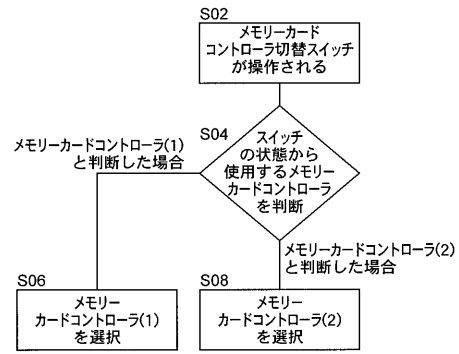 S02
メモリーカード
コントローラ切替スイッチ
が操作される
メモリーカードコントローラ(1)
と判断した場合
S04
スイッチ
の状態から
使用するメモリー
カードコントローラ
を判断
メモリーカードコントローラ(2)
と判断した場合
S06
メモリー
カードコントローラ(1)
を選択
S08
メモリー
カードコントローラ(2)
を選択